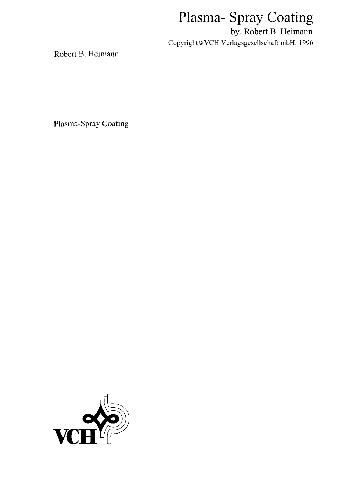 Plasma- Spray Coating
by. Robert B. Heimann
Copyright©VCH Verlagsgesellschaft mbH, 1996
Robert B. Heimann
Plasma-Spray Coating
VCH